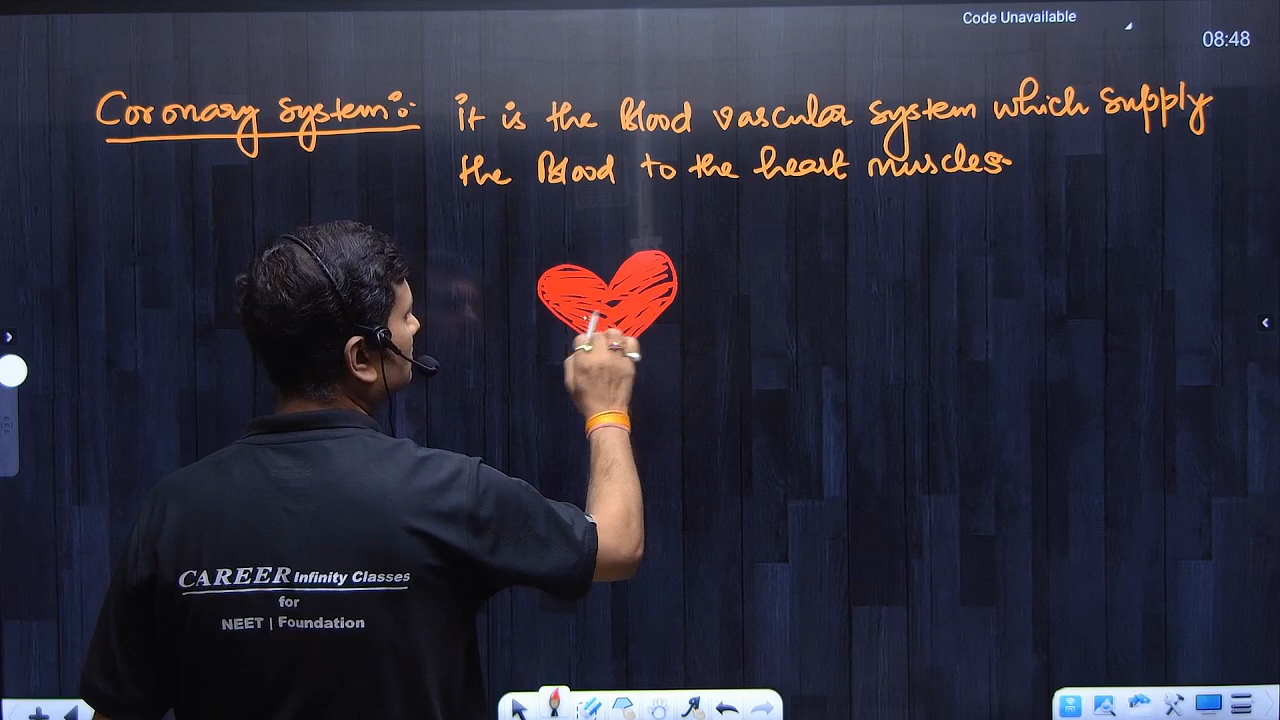 Code Unavailable
08:48
Coronary system:- it is the Blood vascular system which supply
the Blood to the heart muscles.
CAREER Infinity Classes
for
NEET | Foundation